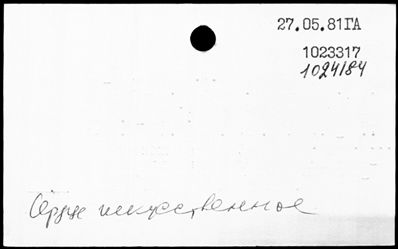 27.05.81ГА
1023317
1024184
Сердце искусственное